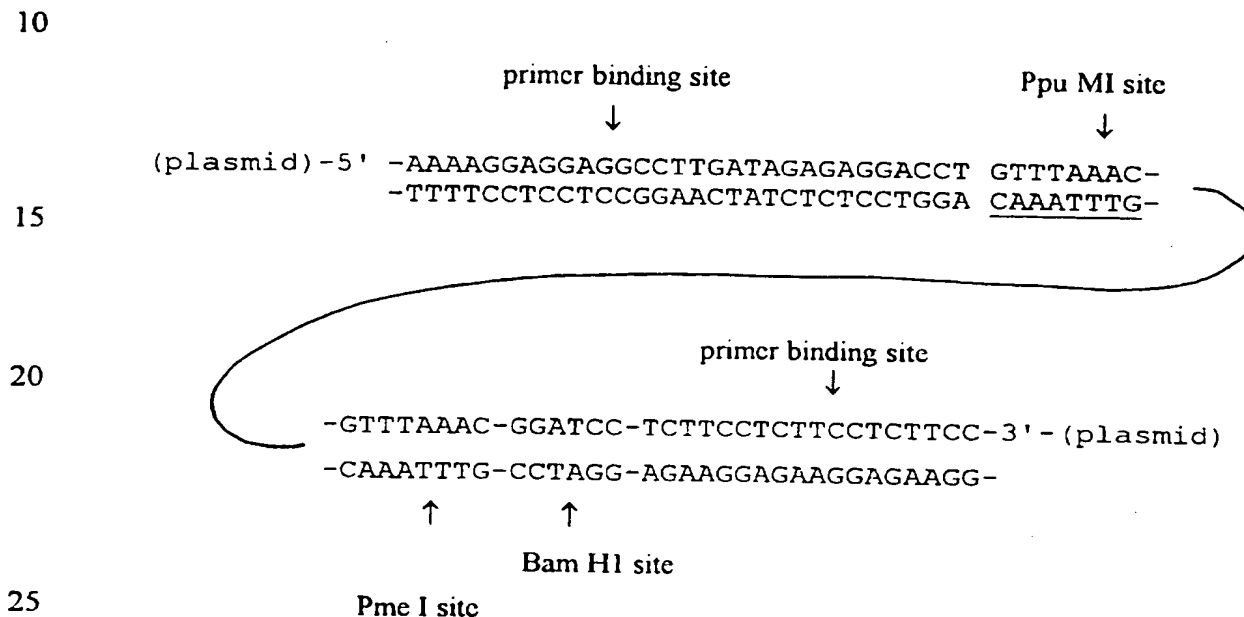 10
primer binding site Ppu MI site
↓ ↓
(plasmid)-5' -AAAAGGAGGAGGCCTTGATAGAGAGGACCT GTTTAAAC-
-TTTTCCTCCTCCGGAACTATCTCTCCTGGA CAAATTTG-
15
primer binding site
20
↓
-GTTTAAAC-GGATCC-TCTTCCTCTTCCTCTTCC-3'-(plasmid)
-CAAATTTG-CCTAGG-AGAAGGAGAAGGAGAAGG-
↑ ↑
Bam H1 site
25
Pme I site